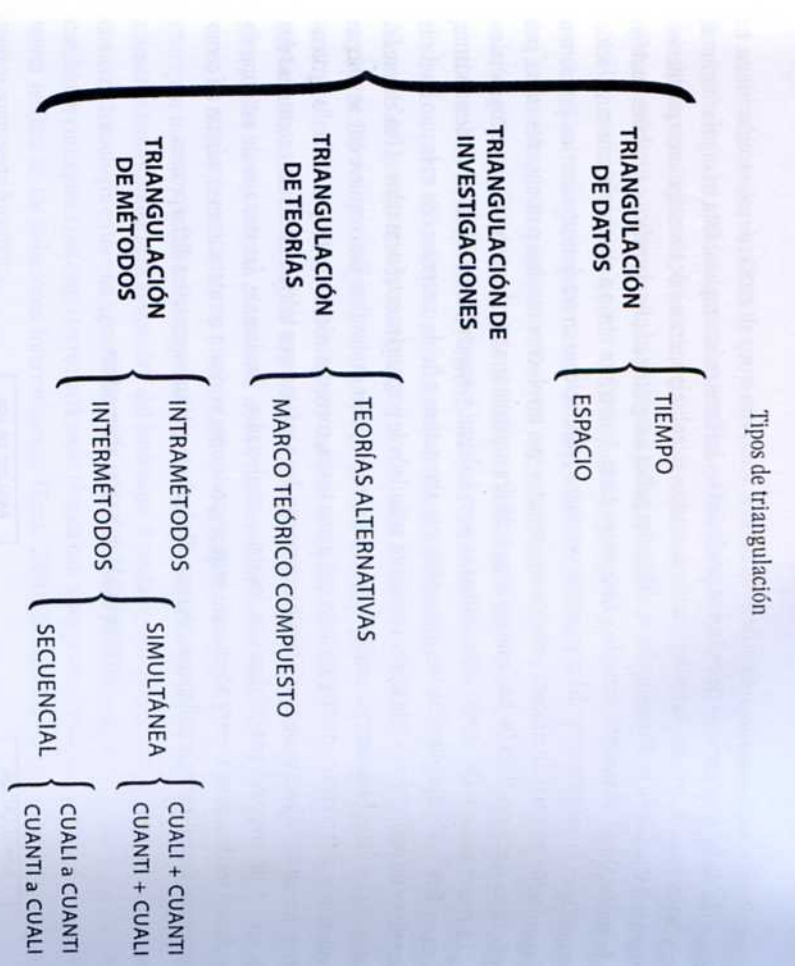 Tipos de triangulación
TRIANGULACIÓN
DE DATOS
TIEMPO
ESPACIO
TRIANGULACIÓN DE
INVESTIGACIONES
TRIANGULACIÓN
DE TEORÍAS
TEORÍAS ALTERNATIVAS
MARCO TEÓRICO COMPUESTO
TRIANGULACIÓN
DE MÉTODOS
INTRAMÉTODOS
INTERMÉTODOS
SIMULTÁNEA
CUALI + CUANTI
CUANTI + CUALI
SECUENCIAL
CUALI a CUANTI
CUANTI a CUALI